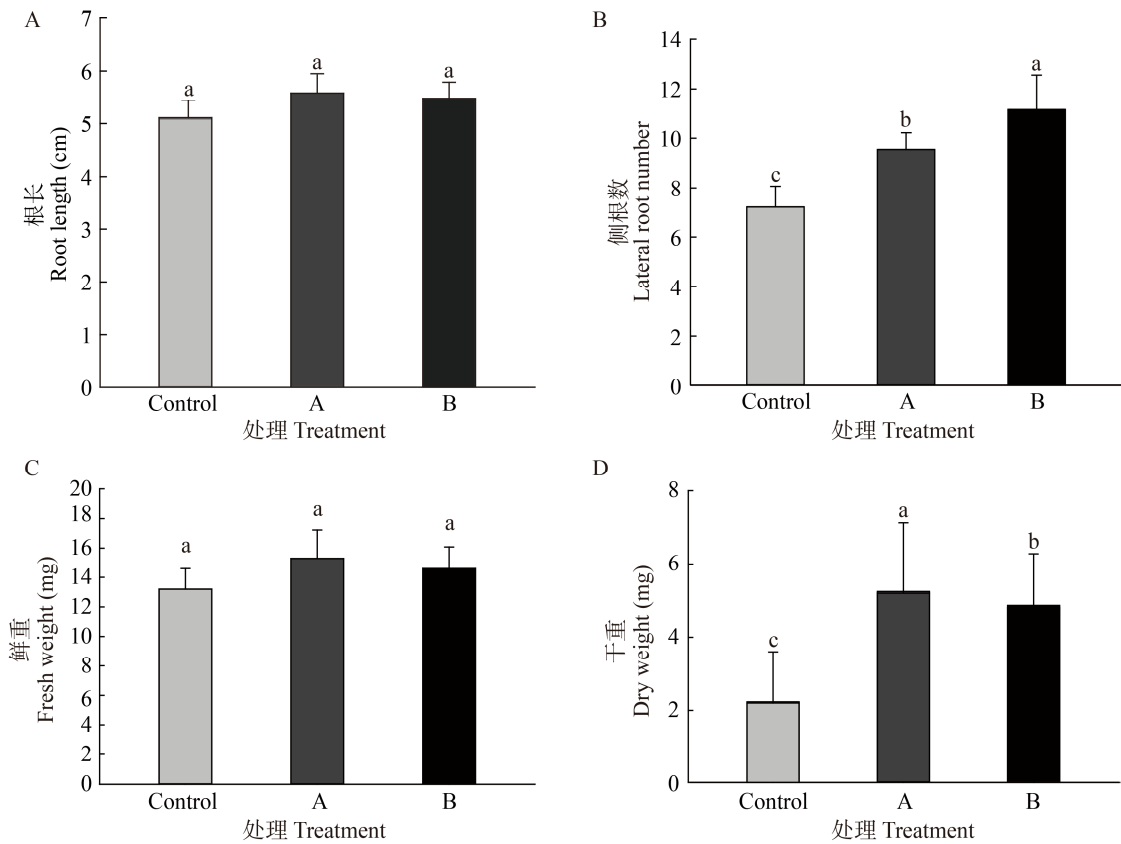 A
根长
Root length (cm)
7
6
5
4
3
2
1
0
a
a
a
Control
A
B
处理 Treatment
B
侧根数
Lateral root number
14
12
10
8
6
4
2
0
c
b
a
Control
A
B
处理 Treatment
C
鲜重
Fresh weight (mg)
20
18
16
14
12
10
8
6
4
2
0
a
a
a
Control
A
B
处理 Treatment
D
干重
Dry weight (mg)
8
6
4
2
0
c
a
b
Control
A
B
处理 Treatment